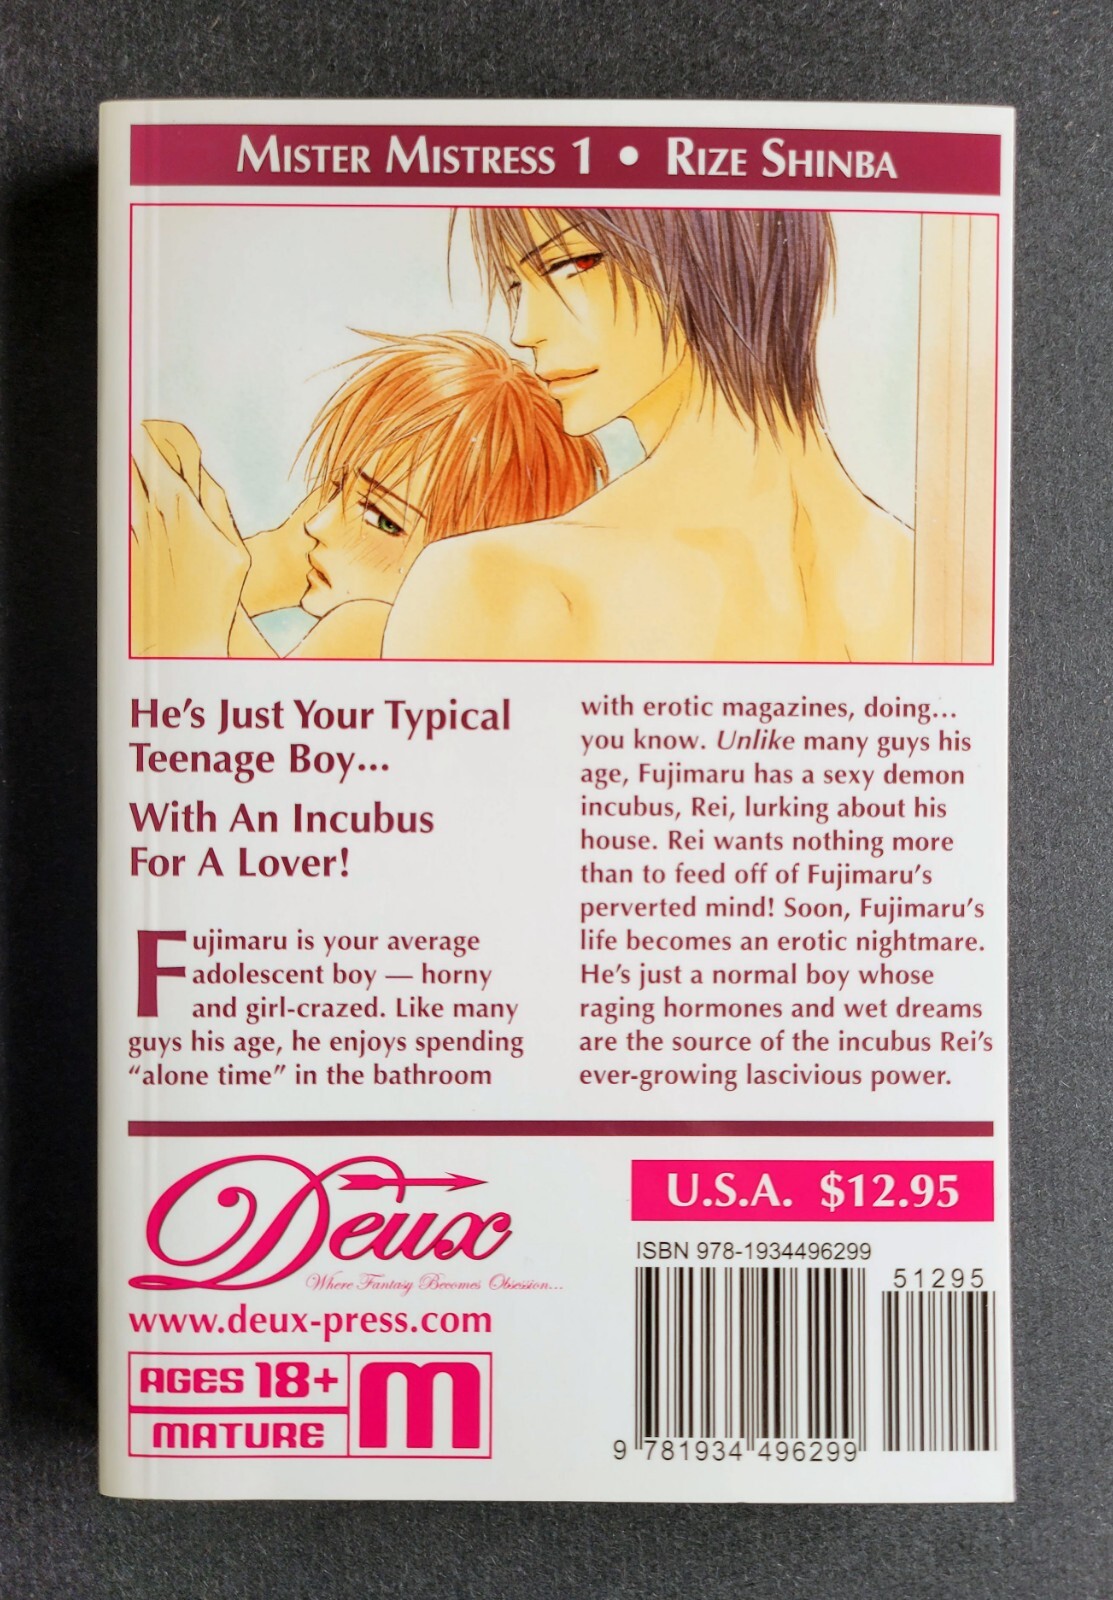 MISTER MISTRESS 1 • RIZE SHINBA
He's Just Your Typical
Teenage Boy...
With An Incubus
For A Lover!
Fujimaru is your average
adolescent boy — horny
and girl-crazed. Like many
guys his age, he enjoys spending
“alone time” in the bathroom
with erotic magazines, doing...
you know. Unlike many guys his
age, Fujimaru has a sexy demon
incubus, Rei, lurking about his
house. Rei wants nothing more
than to feed off of Fujimaru's
perverted mind! Soon, Fujimaru's
life becomes an erotic nightmare.
He's just a normal boy whose
raging hormones and wet dreams
are the source of the incubus Rei's
ever-growing lascivious power.
Deux
Where Fantasy Becomes Obsession...
www.deux-press.com
AGES 18+
MATURE
M
U.S.A. $12.95
ISBN 978-1934496299
51295
9 781934 496299